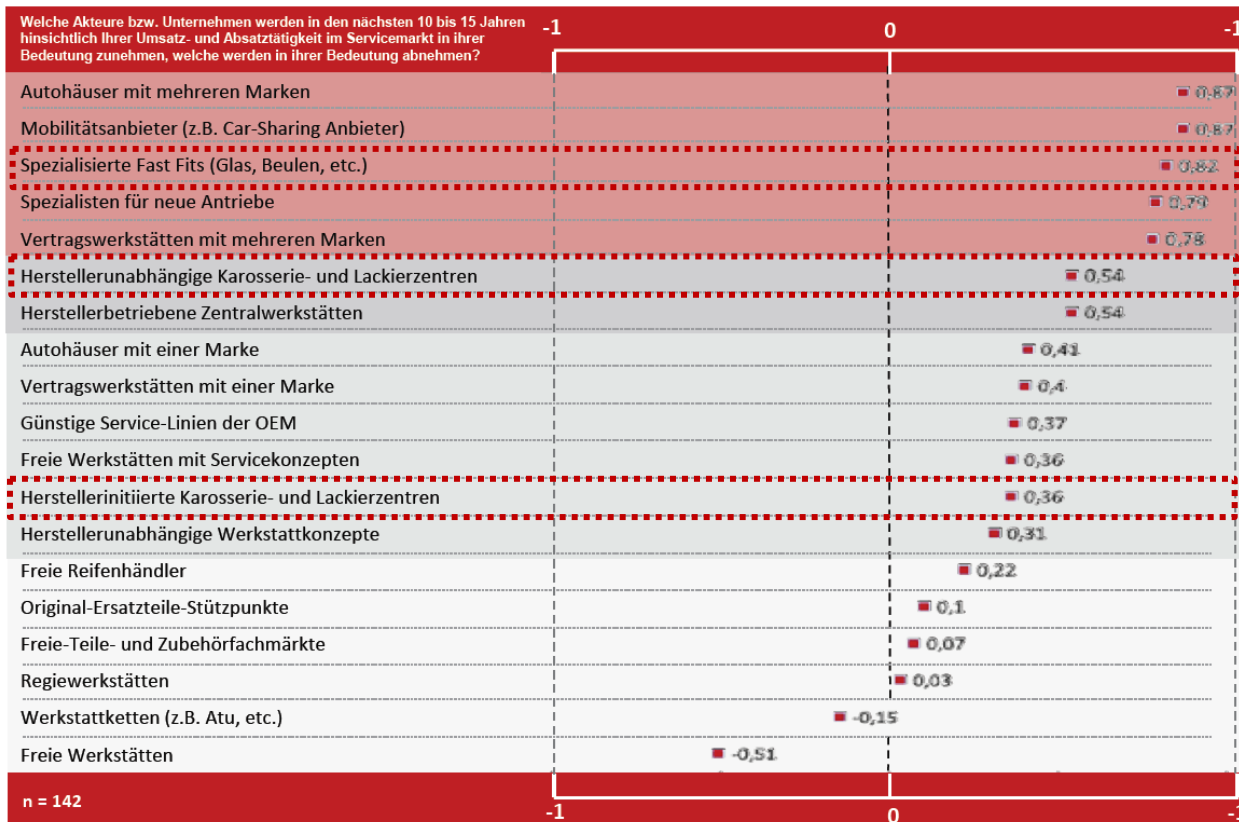 Welche Akteure bzw. Unternehmen werden in den nächsten 10 bis 15 Jahren
hinsichtlich Ihrer Umsatz- und Absatztätigkeit im Servicemarkt in ihrer
Bedeutung zunehmen, welche werden in ihrer Bedeutung abnehmen?
-1 0 -1
Autohäuser mit mehreren Marken 0,87
Mobilitätsanbieter (z.B. Car-Sharing Anbieter) 0,87
Spezialisierte Fast Fits (Glas, Beulen, etc.) 0,82
Spezialisten für neue Antriebe 0,79
Vertragswerkstätten mit mehreren Marken 0,78
Herstellerunabhängige Karosserie- und Lackierzentren 0,54
Herstellerbetriebene Zentralwerkstätten 0,54
Autohäuser mit einer Marke 0,41
Vertragswerkstätten mit einer Marke 0,4
Günstige Service-Linien der OEM 0,37
Freie Werkstätten mit Servicekonzepten 0,36
Herstellerinitiierte Karosserie- und Lackierzentren 0,36
Herstellerunabhängige Werkstattkonzepte 0,31
Freie Reifenhändler 0,22
Original-Ersatzteile-Stützpunkte 0,1
Freie-Teile- und Zubehörfachmärkte 0,07
Regiewerkstätten 0,03
Werkstattketten (z.B. Atu, etc.) -0,15
Freie Werkstätten -0,51
n = 142
-1 0 -1